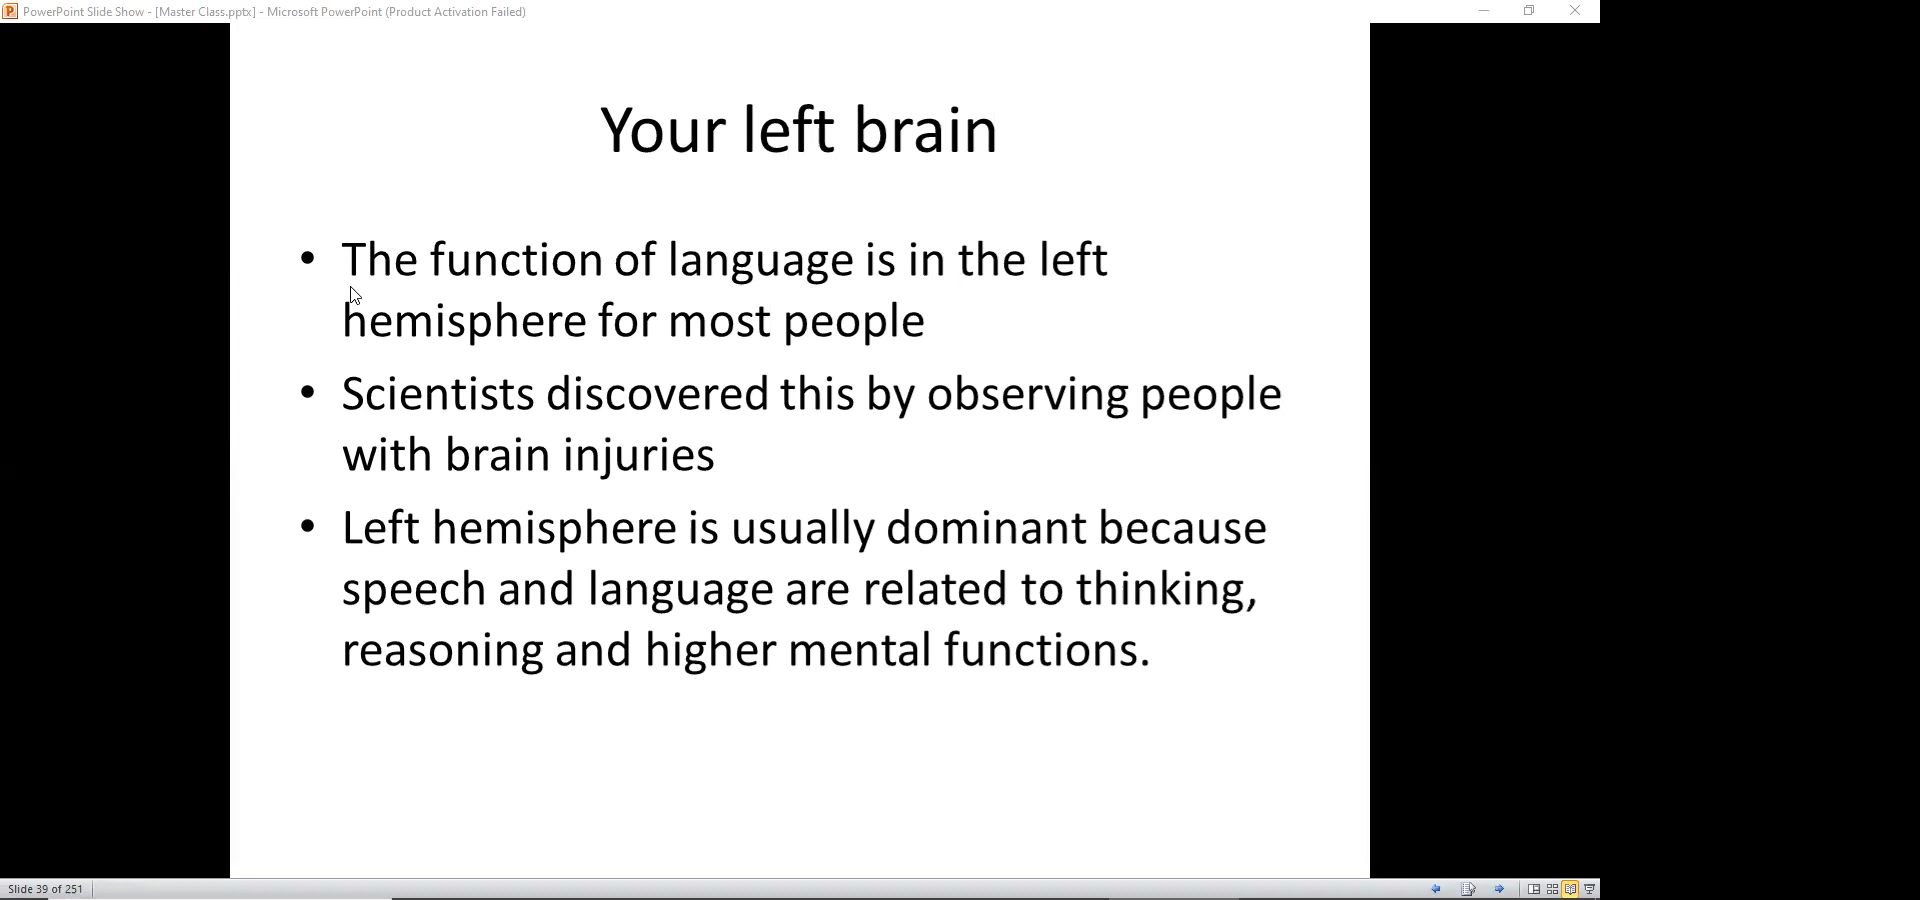 PowerPoint Slide Show - [Master Class.pptx] - Microsoft PowerPoint (Product Activation Failed)
Your left brain
• The function of language is in the left
hemisphere for most people
• Scientists discovered this by observing people
with brain injuries
• Left hemisphere is usually dominant because
speech and language are related to thinking,
reasoning and higher mental functions.
Slide 39 of 251